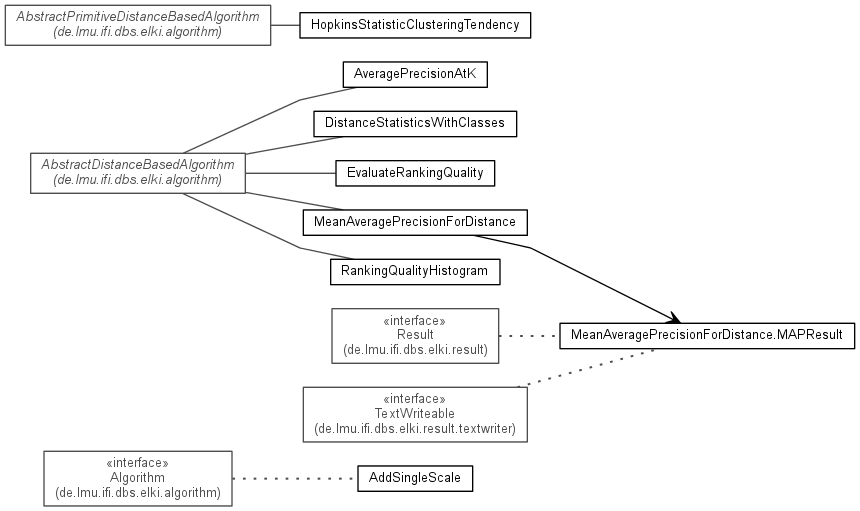 AbstractPrimitiveDistanceBasedAlgorithm
(de.lmu.ifi.dbs.elki.algorithm)
HopkinsStatisticClusteringTendency
AveragePrecisionAtK
DistanceStatisticsWithClasses
AbstractDistanceBasedAlgorithm
(de.lmu.ifi.dbs.elki.algorithm)
EvaluateRankingQuality
MeanAveragePrecisionForDistance
RankingQualityHistogram
«interface»
Result
(de.lmu.ifi.dbs.elki.result)
MeanAveragePrecisionForDistance.MAPResult
«interface»
TextWriteable
(de.lmu.ifi.dbs.elki.result.textwriter)
«interface»
Algorithm
(de.lmu.ifi.dbs.elki.algorithm)
AddSingleScale